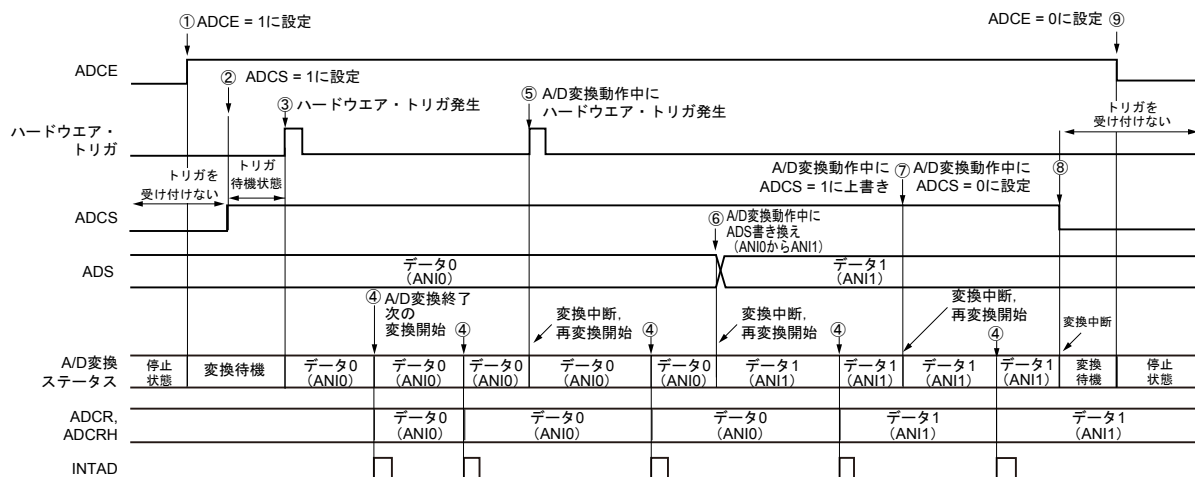 ① ADCE = 1に設定
ADCE = 0に設定 ⑨
ADCE
② ADCS = 1に設定
③ ハードウエア・トリガ発生
⑤ A/D変換動作中に
ハードウエア・トリガ発生
ハードウエア・
トリガ
トリガを
受け付けない
トリガ
待機状態
トリガを
受け付けない
A/D変換動作中に
ADCS = 1に上書き
⑦ A/D変換動作中に
ADCS = 0に設定
⑧
ADCS
⑥ A/D変換動作中に
ADS書き換え
(ANI0からANI1)
ADS
データ0
(ANI0)
データ1
(ANI1)
④ A/D変換終了
次の
変換開始
④
変換中断,
再変換開始
④
変換中断,
再変換開始
④
変換中断,
再変換開始
④
変換中断
A/D変換
ステータス
停止
状態
変換待機
データ0
(ANI0)
データ0
(ANI0)
データ0
(ANI0)
データ0
(ANI0)
データ0
(ANI0)
データ1
(ANI1)
データ1
(ANI1)
データ1
(ANI1)
データ1
(ANI1)
変換
待機
停止
状態
ADCR,
ADCRH
データ0
(ANI0)
データ0
(ANI0)
データ0
(ANI0)
データ1
(ANI1)
データ1
(ANI1)
INTAD